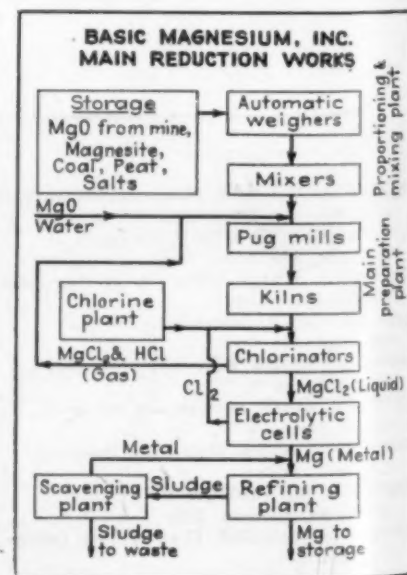 BASIC MAGNESIUM, INC.
MAIN REDUCTION WORKS
Storage
MgO from mine,
Magnesite,
Coal, Peat,
Salts
Automatic
weighers
Proportioning &
mixing plant
Mixers
MgO
Water
Pug mills
Main
preparation
plant
Kilns
Chlorine
plant
MgCl2 & HCl
(Gas)
Cl2
Chlorinators
MgCl2 (Liquid)
Electrolytic
cells
Metal
Mg (Metal)
Scavenging
plant
Sludge
Refining
plant
Sludge
to waste
Mg to
storage